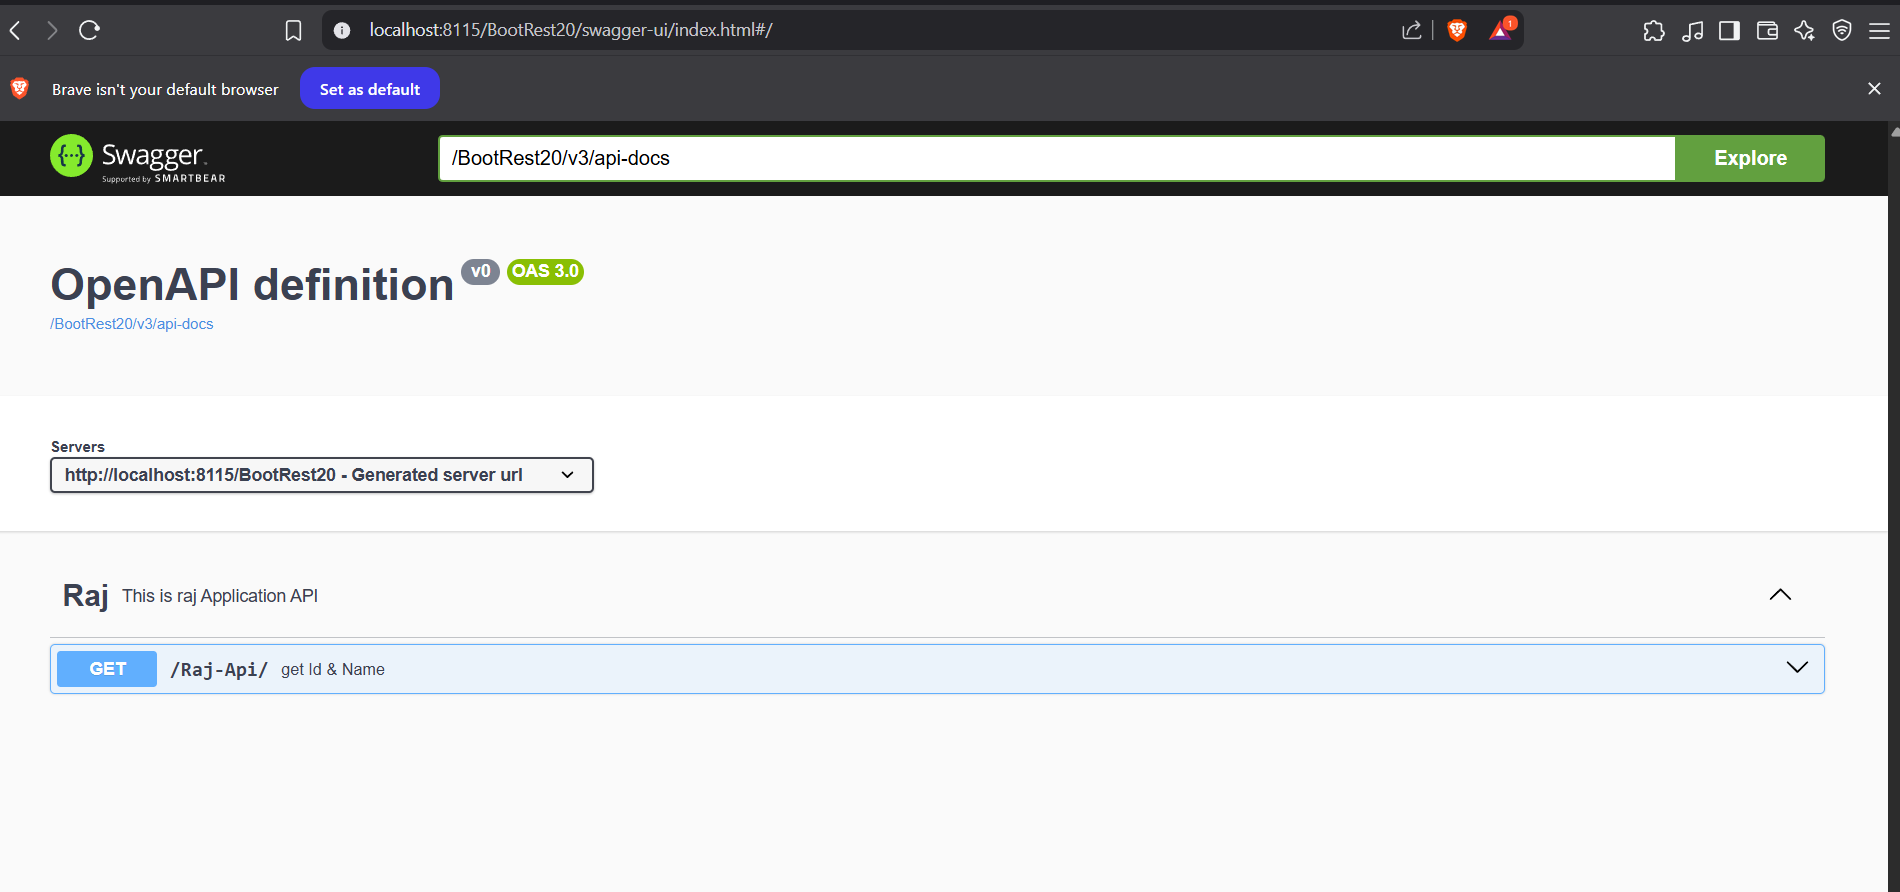 localhost:8115/BootRest20/swagger-ui/index.html#/
1
Brave isn't your default browser
Set as default
Swagger.
Supported by SMARTBEAR
/BootRest20/v3/api-docs
Explore
OpenAPI definition v0 OAS 3.0
/BootRest20/v3/api-docs
Servers
http://localhost:8115/BootRest20 - Generated server url
Raj This is raj Application API
GET /Raj-Api/ get Id & Name